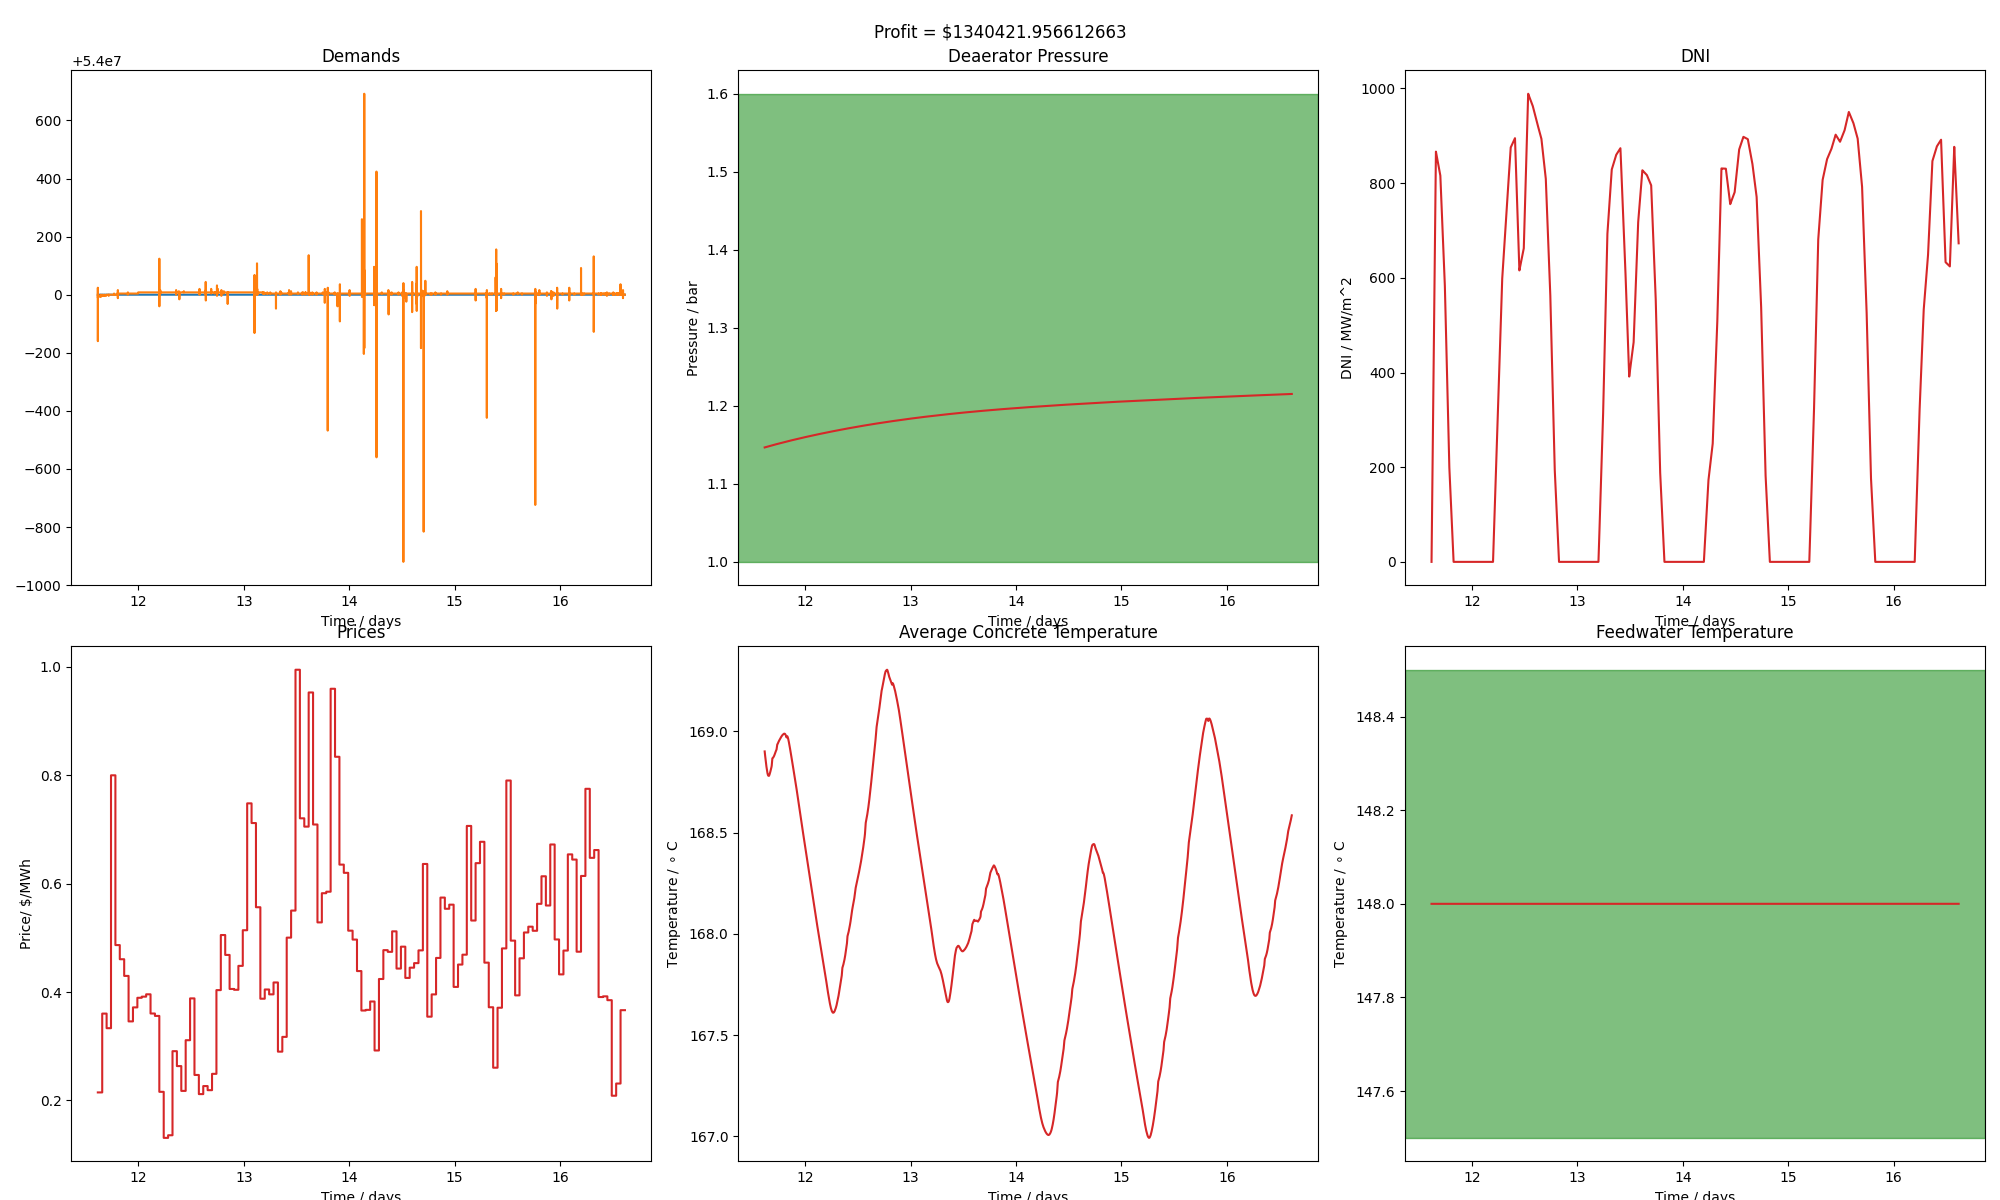 Profit = $1340421.956612663
Demands
+5.4e7
600
400
200
0
−200
−400
−600
−800
−1000
12 13 14 15 16
Time / days
Deaerator Pressure
Pressure / bar
1.6
1.5
1.4
1.3
1.2
1.1
1.0
12 13 14 15 16
Time / days
DNI
DNI / MW/m^2
1000
800
600
400
200
0
12 13 14 15 16
Time / days
Prices
Price/ $/MWh
1.0
0.8
0.6
0.4
0.2
12 13 14 15 16
Time / days
Average Concrete Temperature
Temperature / ∘ C
169.0
168.5
168.0
167.5
167.0
12 13 14 15 16
Time / days
Feedwater Temperature
Temperature / ∘ C
148.4
148.2
148.0
147.8
147.6
12 13 14 15 16
Time / days